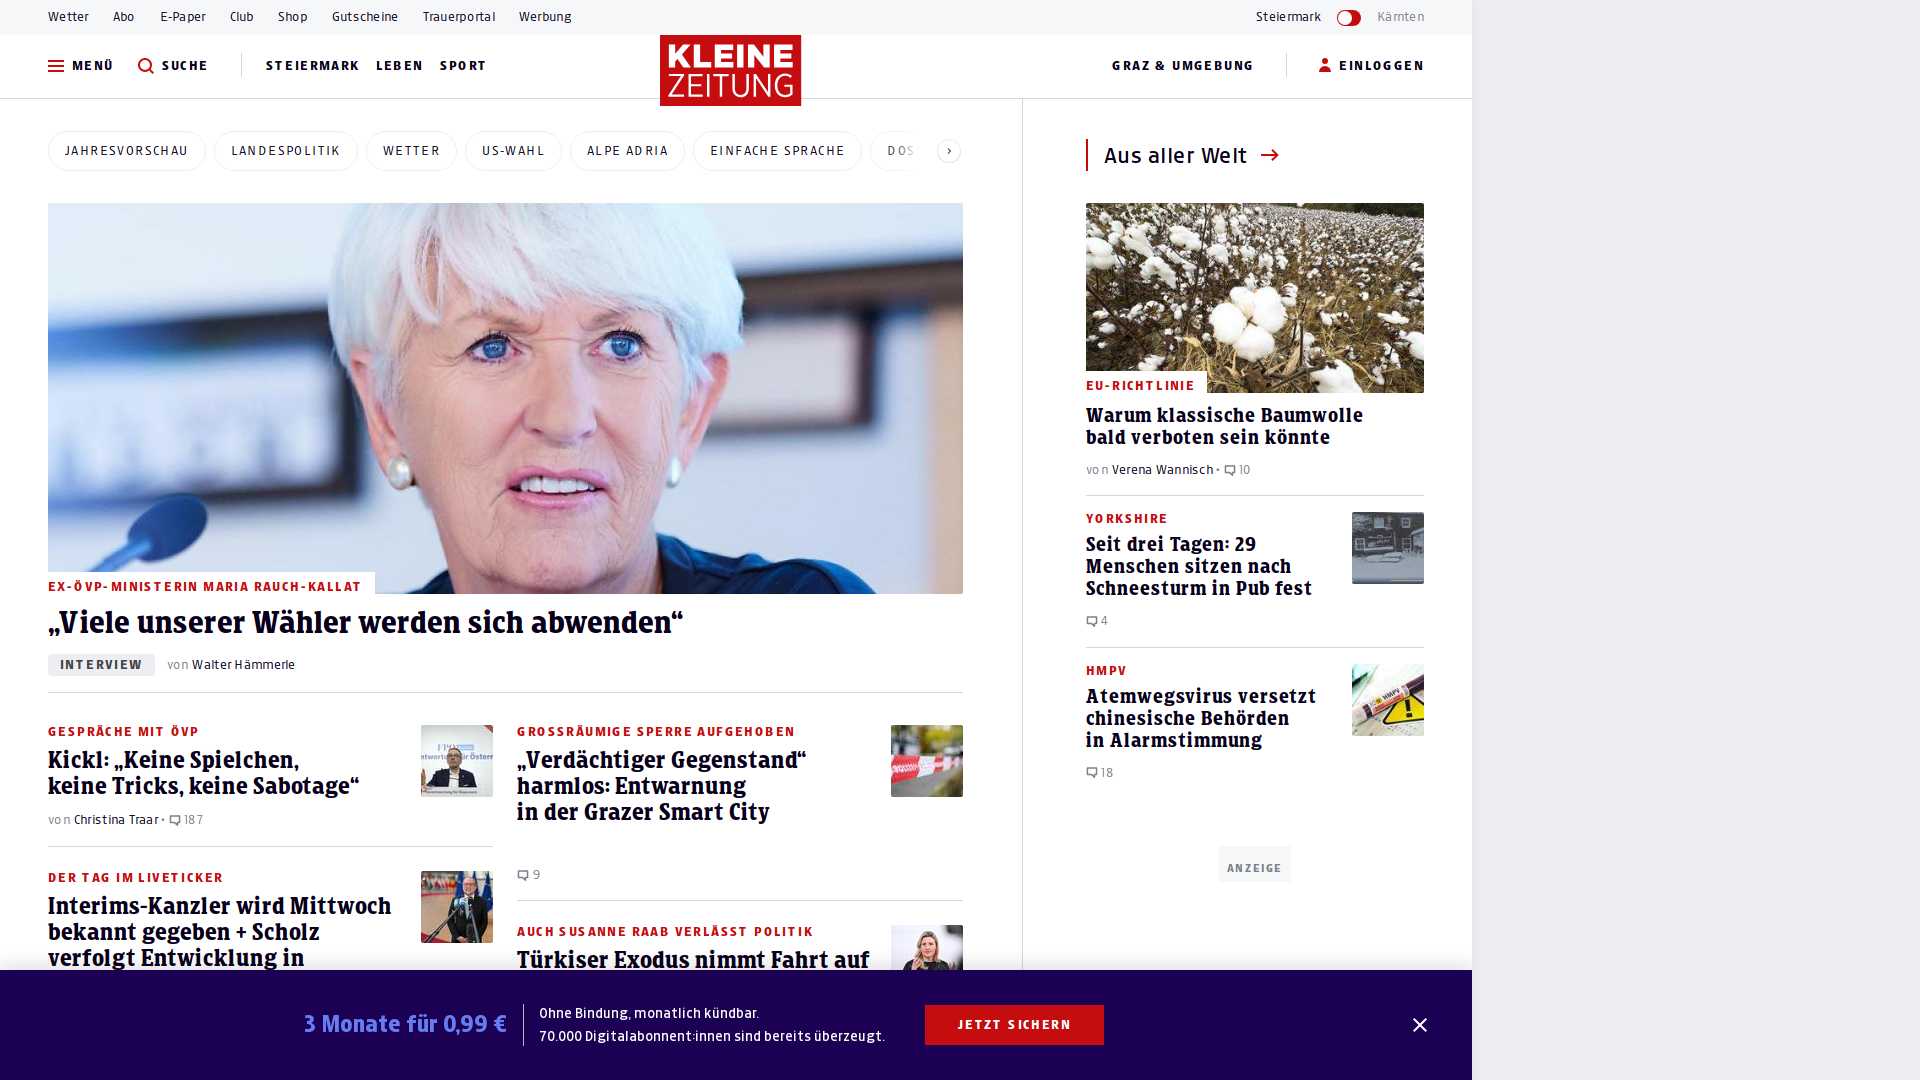 Wetter Abo E-Paper Club Shop Gutscheine Trauerportal Werbung Steiermark Kärnten
MENÜ SUCHE STEIERMARK LEBEN SPORT KLEINE ZEITUNG GRAZ & UMGEBUNG EINLOGGEN
JAHRESVORSCHAU LANDESPOLITIK WETTER US-WAHL ALPE ADRIA EINFACHE SPRACHE DOS
EX-ÖVP-MINISTERIN MARIA RAUCH-KALLAT
„Viele unserer Wähler werden sich abwenden“
INTERVIEW von Walter Hämmerle
GESPRÄCHE MIT ÖVP
Kickl: „Keine Spielchen,
keine Tricks, keine Sabotage“
von Christina Traar • 187
DER TAG IM LIVETICKER
Interims-Kanzler wird Mittwoch
bekannt gegeben + Scholz
verfolgt Entwicklung in
GROSSRÄUMIGE SPERRE AUFGEHOBEN
„Verdächtiger Gegenstand“
harmlos: Entwarnung
in der Grazer Smart City
9
AUCH SUSANNE RAAB VERLÄSST POLITIK
Türkiser Exodus nimmt Fahrt auf
Aus aller Welt
EU-RICHTLINIE
Warum klassische Baumwolle
bald verboten sein könnte
von Verena Wannisch • 10
YORKSHIRE
Seit drei Tagen: 29
Menschen sitzen nach
Schneesturm in Pub fest
4
HMPV
Atemwegsvirus versetzt
chinesische Behörden
in Alarmstimmung
HMPV
18
ANZEIGE
3 Monate für 0,99 €
Ohne Bindung, monatlich kündbar.
70.000 Digitalabonnent:innen sind bereits überzeugt.
JETZT SICHERN